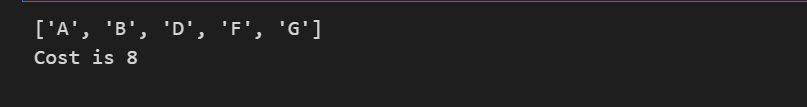 ['A', 'B', 'D', 'F', 'G']
Cost is 8